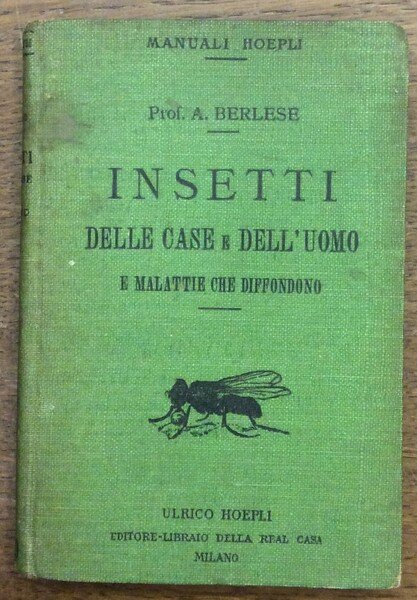 MANUALI HOEPLI
Prof. A. BERLESE
INSETTI
DELLE CASE E DELL'UOMO
E MALATTIE CHE DIFFONDONO
ULRICO HOEPLI
EDITORE-LIBRAIO DELLA REAL CASA
MILANO